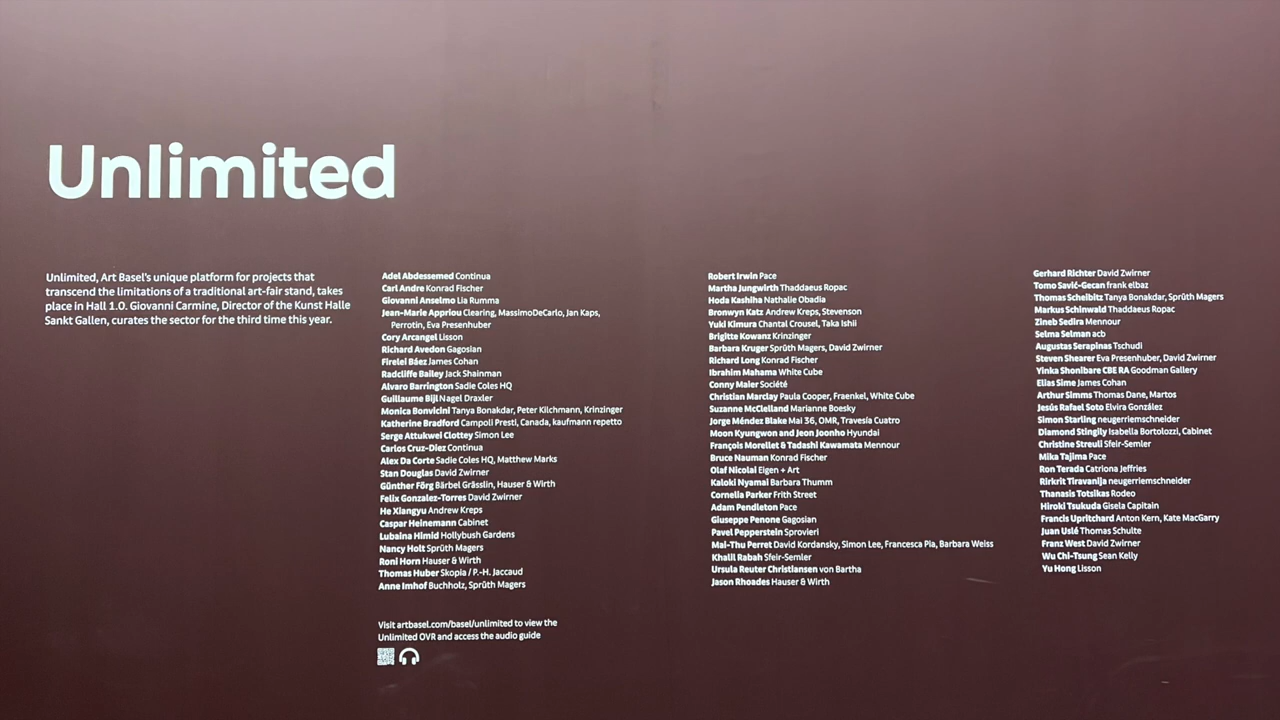 Unlimited
Unlimited, Art Basel's unique platform for projects that
transcend the limitations of a traditional art-fair stand, takes
place in Hall 1.0. Giovanni Carmine, Director of the Kunst Halle
Sankt Gallen, curates the sector for the third time this year.
Adel Abdessemed Continua
Carl Andre Konrad Fischer
Giovanni Anselmo Lia Rumma
Jean-Marie Appriou Clearing, MassimoDeCarlo, Jan Kaps,
Perrotin, Eva Presenhuber
Cory Arcangel Lisson
Richard Avedon Gagosian
Firelei Báez James Cohan
Radcliffe Bailey Jack Shainman
Alvaro Barrington Sadie Coles HQ
Guillaume Bijl Nagel Draxler
Monica Bonvicini Tanya Bonakdar, Peter Kilchmann, Krinzinger
Katherine Bradford Campoli Presti, Canada, kaufmann repetto
Serge Attukwei Clottey Simon Lee
Carlos Cruz-Diez Continua
Alex Da Corte Sadie Coles HQ, Matthew Marks
Stan Douglas David Zwirner
Günther Förg Bärbel Grässlin, Hauser & Wirth
Felix Gonzalez-Torres David Zwirner
He Xiangyu Andrew Kreps
Caspar Heinemann Cabinet
Lubaina Himid Hollybush Gardens
Nancy Holt Sprüth Magers
Roni Horn Hauser & Wirth
Thomas Huber Skopia / P.-H. Jaccaud
Anne Imhof Buchholz, Sprüth Magers
Visit artbasel.com/basel/unlimited to view the
Unlimited OVR and access the audio guide
Robert Irwin Pace
Martha Jungwirth Thaddaeus Ropac
Hoda Kashiha Nathalie Obadia
Bronwyn Katz Andrew Kreps, Stevenson
Yuki Kimura Chantal Crousel, Taka Ishii
Brigitte Kowanz Krinzinger
Barbara Kruger Sprüth Magers, David Zwirner
Richard Long Konrad Fischer
Ibrahim Mahama White Cube
Conny Maier Société
Christian Marclay Paula Cooper, Fraenkel, White Cube
Suzanne McClelland Marianne Boesky
Jorge Méndez Blake Mai 36, OMR, Travesía Cuatro
Moon Kyungwon and Jeon Joonho Hyundai
François Morellet & Tadashi Kawamata Mennour
Bruce Nauman Konrad Fischer
Olaf Nicolai Eigen + Art
Kaloki Nyamai Barbara Thumm
Cornelia Parker Frith Street
Adam Pendleton Pace
Giuseppe Penone Gagosian
Pavel Pepperstein Sprovieri
Mai-Thu Perret David Kordansky, Simon Lee, Francesca Pia, Barbara Weiss
Khalil Rabah Sfeir-Semler
Ursula Reuter Christiansen von Bartha
Jason Rhoades Hauser & Wirth
Gerhard Richter David Zwirner
Tomo Savić-Gecan frank elbaz
Thomas Scheibitz Tanya Bonakdar, Sprüth Magers
Markus Schinwald Thaddaeus Ropac
Zineb Sedira Mennour
Selma Selman acb
Augustas Serapinas Tschudi
Steven Shearer Eva Presenhuber, David Zwirner
Yinka Shonibare CBE RA Goodman Gallery
Elias Sime James Cohan
Arthur Simms Thomas Dane, Martos
Jesús Rafael Soto Elvira González
Simon Starling neugerriemschneider
Diamond Stingily Isabella Bortolozzi, Cabinet
Christine Streuli Sfeir-Semler
Mika Tajima Pace
Ron Terada Catriona Jeffries
Rirkrit Tiravanija neugerriemschneider
Thanasis Totsikas Rodeo
Hiroki Tsukuda Gisela Capitain
Francis Upritchard Anton Kern, Kate MacGarry
Juan Uslé Thomas Schulte
Franz West David Zwirner
Wu Chi-Tsung Sean Kelly
Yu Hong Lisson